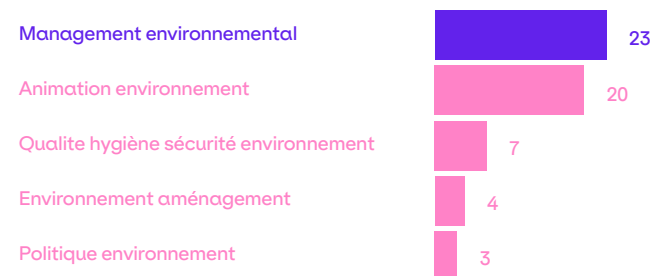 Management environnemental 23
Animation environnement 20
Qualite hygiène sécurité environnement 7
Environnement aménagement 4
Politique environnement 3